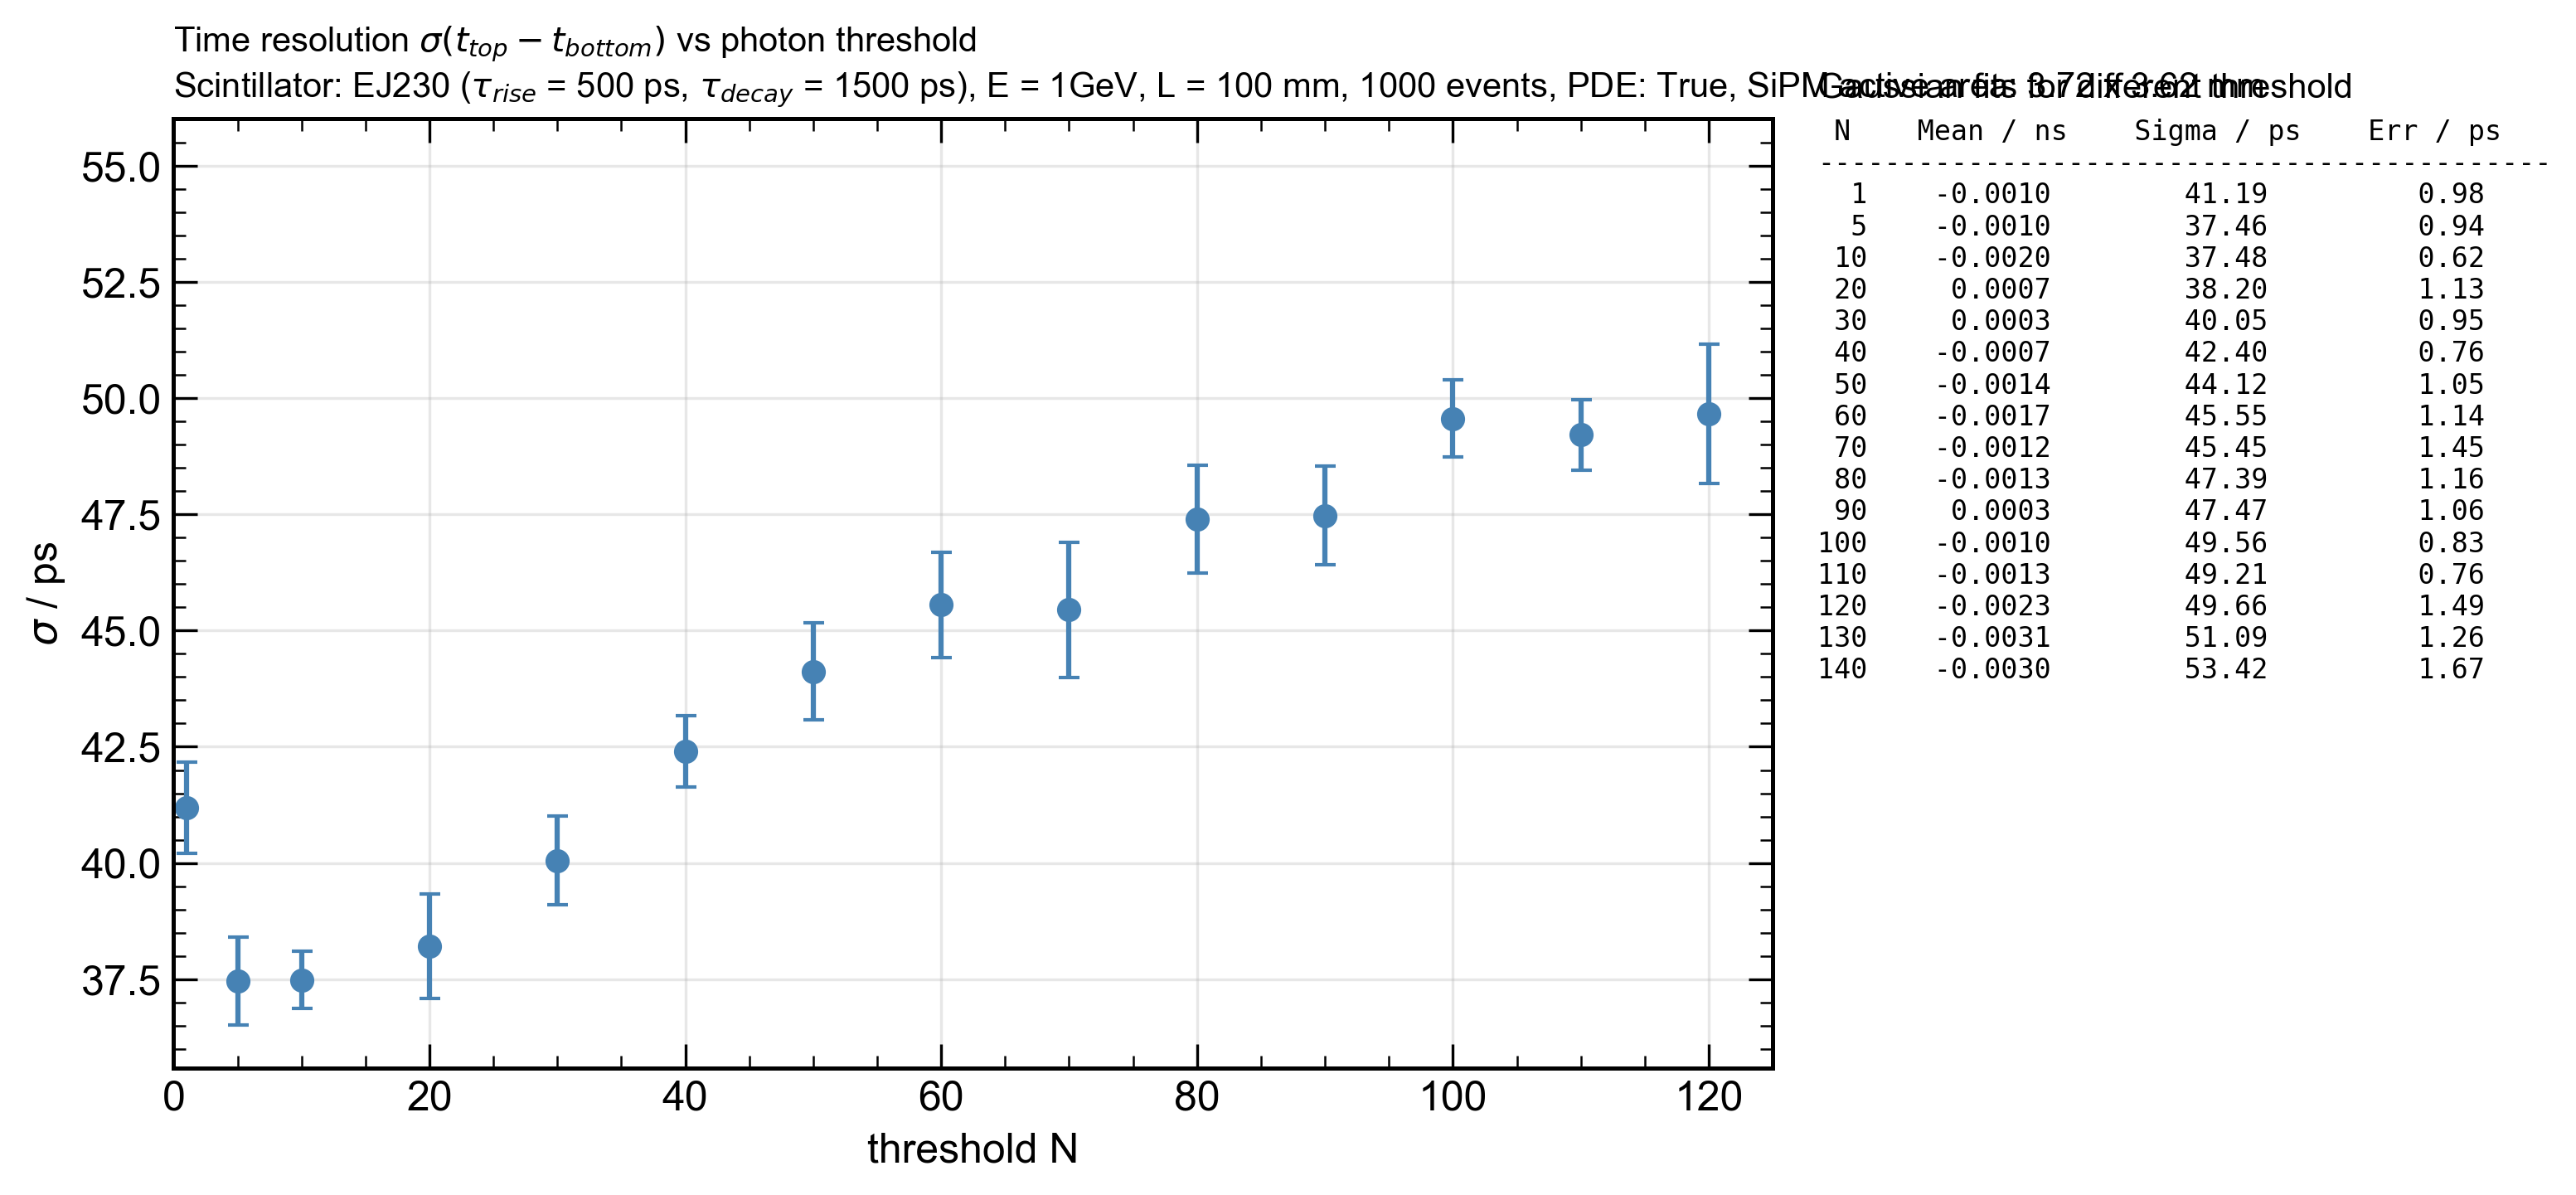 Time resolution σ(t_top − t_bottom) vs photon threshold
Scintillator: EJ230 (τ_rise = 500 ps, τ_decay = 1500 ps), E = 1GeV, L = 100 mm, 1000 events, PDE: True, SiPM active area: 3.72 x 3.62 mm
Gaussian fits for different threshold
N Mean / ns Sigma / ps Err / ps
--------------------------------------------
1 -0.0010 41.19 0.98
5 -0.0010 37.46 0.94
10 -0.0020 37.48 0.62
20 0.0007 38.20 1.13
30 0.0003 40.05 0.95
40 -0.0007 42.40 0.76
50 -0.0014 44.12 1.05
60 -0.0017 45.55 1.14
70 -0.0012 45.45 1.45
80 -0.0013 47.39 1.16
90 0.0003 47.47 1.06
100 -0.0010 49.56 0.83
110 -0.0013 49.21 0.76
120 -0.0023 49.66 1.49
130 -0.0031 51.09 1.26
140 -0.0030 53.42 1.67
55.0
52.5
50.0
47.5
45.0
42.5
40.0
37.5
σ / ps
0 20 40 60 80 100 120
threshold N